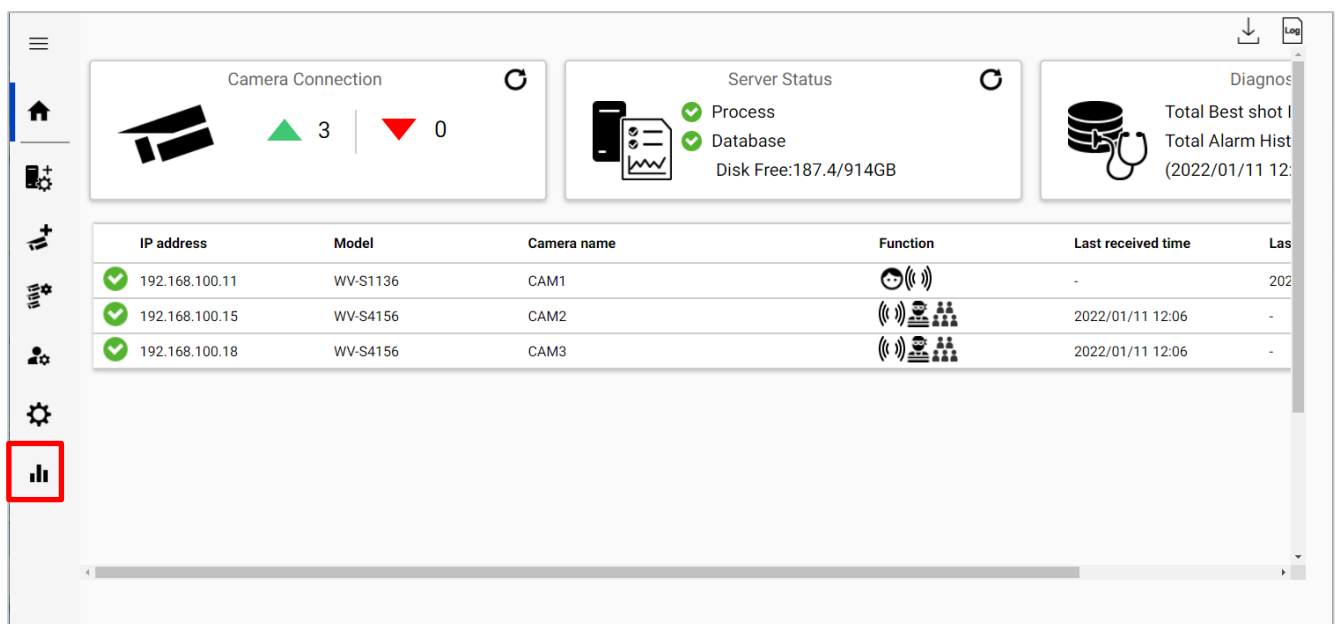 Log
Camera Connection
3
0
Server Status
Process
Database
Disk Free:187.4/914GB
Diagnos
Total Best shot
Total Alarm Hist
(2022/01/11 12:
IP address Model Camera name Function Last received time Las
192.168.100.11 WV-S1136 CAM1 - 202
192.168.100.15 WV-S4156 CAM2 2022/01/11 12:06 -
192.168.100.18 WV-S4156 CAM3 2022/01/11 12:06 -